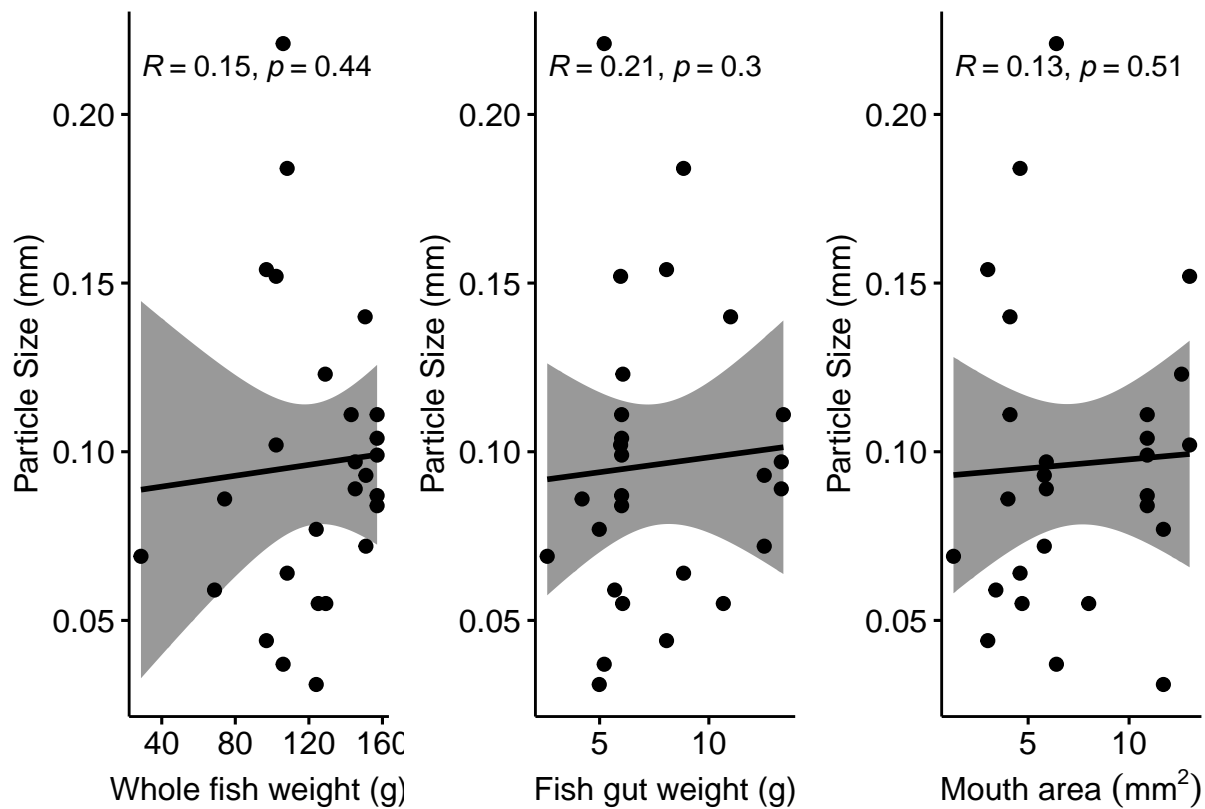 R = 0.15, p = 0.44
0.20
0.15
0.10
0.05
Particle Size (mm)
40 80 120 160
Whole fish weight (g)
R = 0.21, p = 0.3
0.20
0.15
0.10
0.05
Particle Size (mm)
5 10
Fish gut weight (g)
R = 0.13, p = 0.51
0.20
0.15
0.10
0.05
Particle Size (mm)
5 10
Mouth area (mm²)